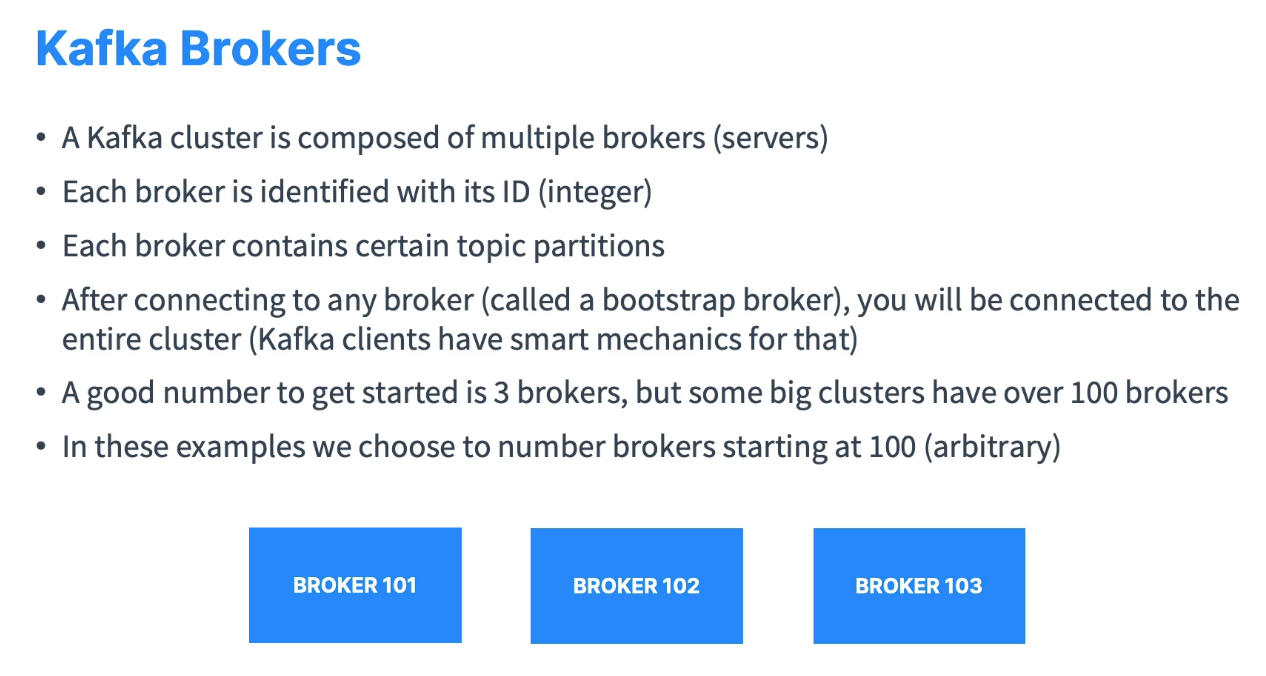 Kafka Brokers
• A Kafka cluster is composed of multiple brokers (servers)
• Each broker is identified with its ID (integer)
• Each broker contains certain topic partitions
• After connecting to any broker (called a bootstrap broker), you will be connected to the
entire cluster (Kafka clients have smart mechanics for that)
• A good number to get started is 3 brokers, but some big clusters have over 100 brokers
• In these examples we choose to number brokers starting at 100 (arbitrary)
BROKER 101
BROKER 102
BROKER 103